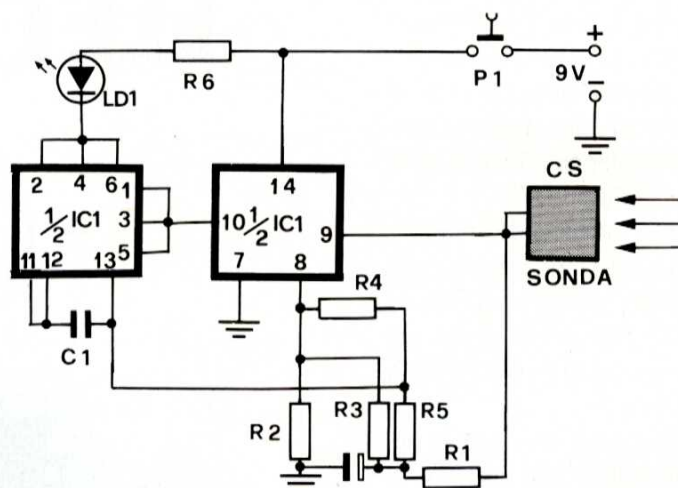 R6
P1
9V
+
−
LD1
CS
2 4 6
1
½ IC1
3
5
11 12 13
14
10 ½ IC1 9
7 8
SONDA
C1
R4
R2
R3
R5
R1